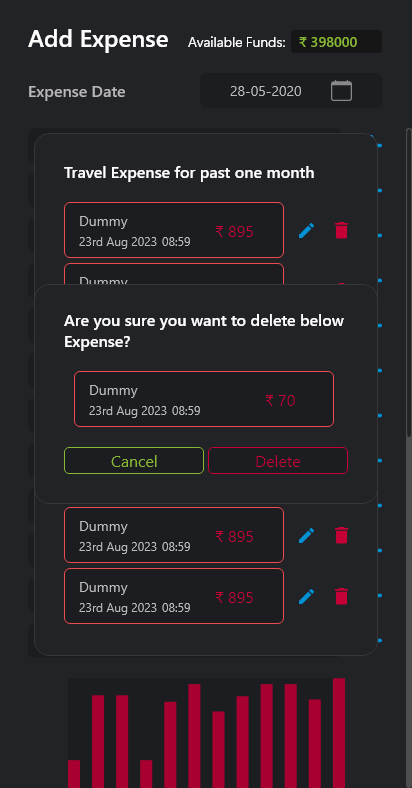 Add Expense
Available Funds: ₹ 398000
Expense Date
28-05-2020
Travel Expense for past one month
Dummy
23rd Aug 2023 08:59
₹ 895
Dummy
Are you sure you want to delete below
Expense?
Dummy
23rd Aug 2023 08:59
₹ 70
Cancel
Delete
Dummy
23rd Aug 2023 08:59
₹ 895
Dummy
23rd Aug 2023 08:59
₹ 895